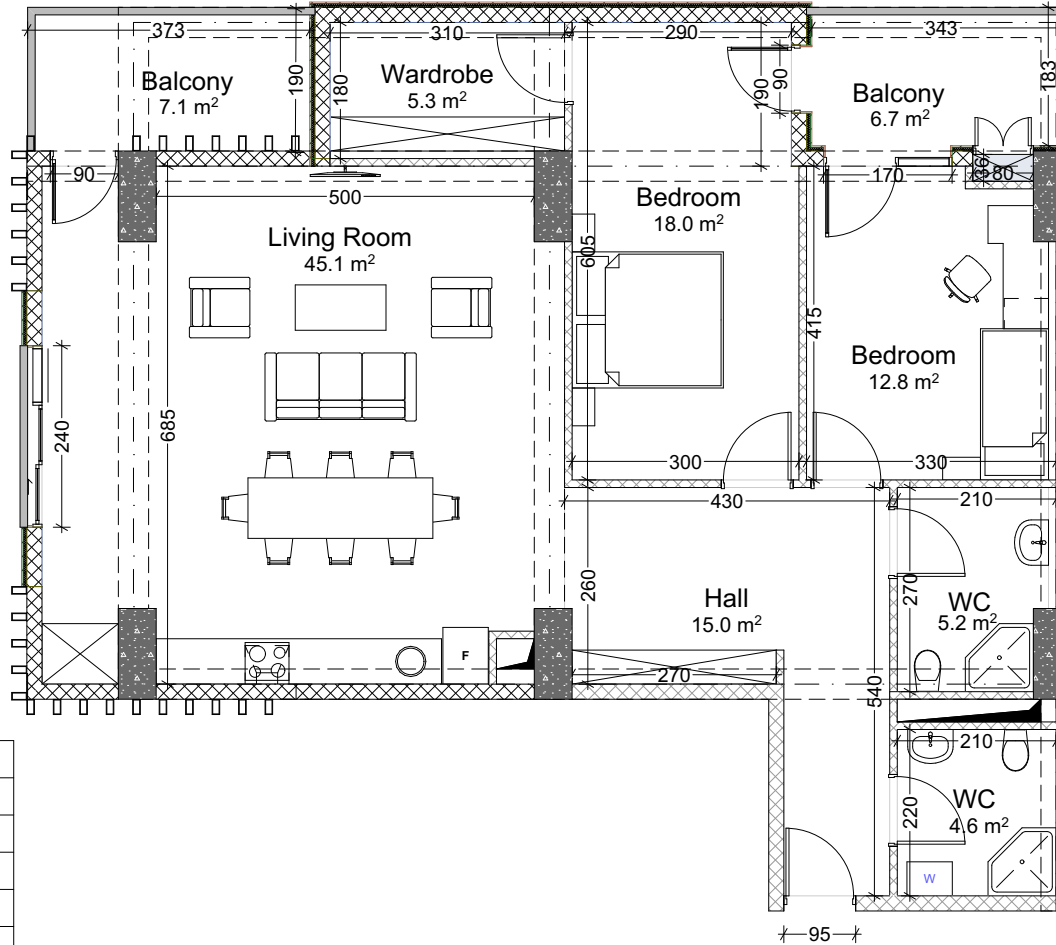 373
310
290
343
Balcony
7.1 m²
190
180
Wardrobe
5.3 m²
190
90
Balcony
6.7 m²
183
90
500
170
36
80
Living Room
45.1 m²
Bedroom
18.0 m²
605
415
Bedroom
12.8 m²
240
685
300
330
430
210
260
Hall
15.0 m²
270
WC
5.2 m²
F
270
540
210
WC
4.6 m²
220
W
95